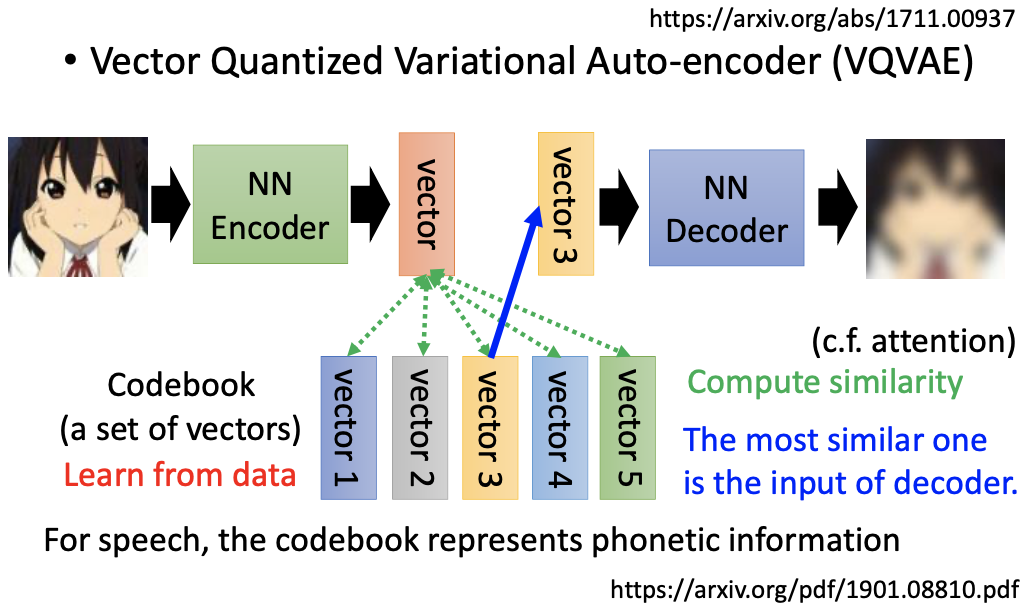 https://arxiv.org/abs/1711.00937
• Vector Quantized Variational Auto-encoder (VQVAE)
NN
Encoder
vector
vector 3
NN
Decoder
Codebook
(a set of vectors)
Learn from data
vector 1
vector 2
vector 3
vector 4
vector 5
(c.f. attention)
Compute similarity
The most similar one
is the input of decoder.
For speech, the codebook represents phonetic information
https://arxiv.org/pdf/1901.08810.pdf